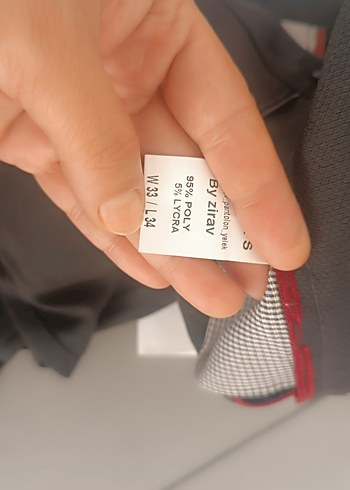 S
pantolon, yelek
By zirav
95% POLY
5% LYCRA
W 33 / L 34